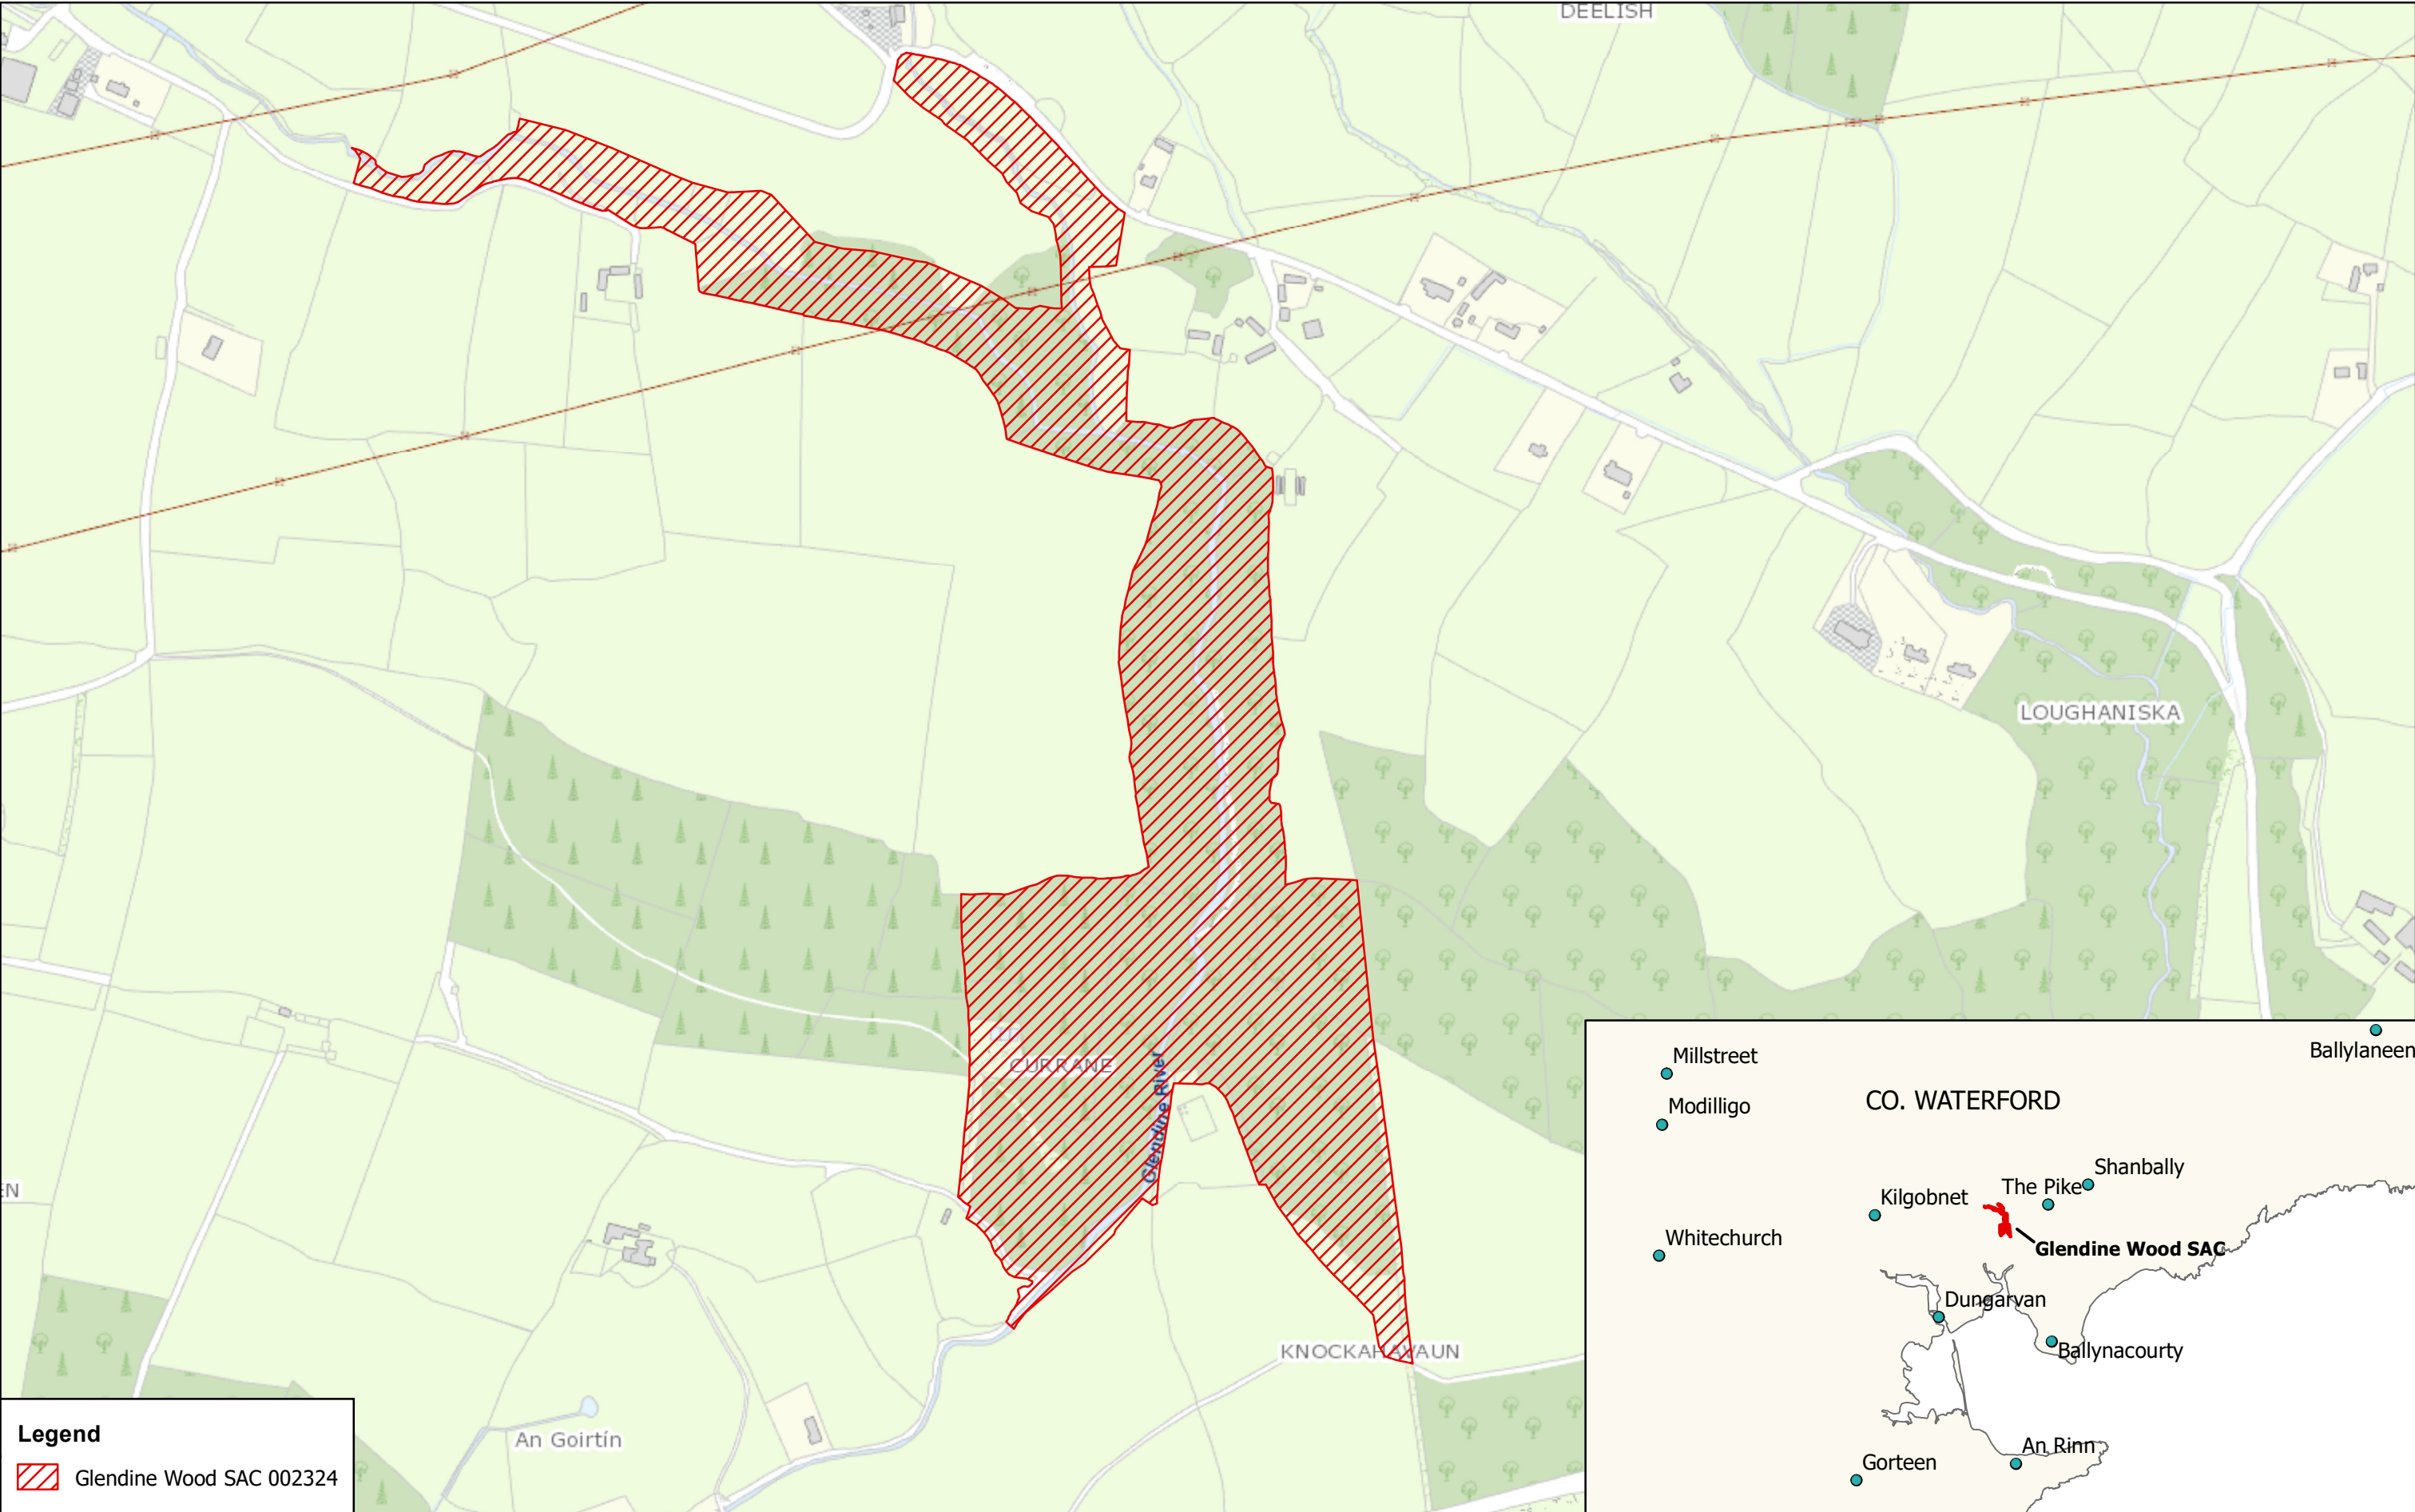 DEELISH
LOUGHANISKA
CURRANE
Glendine River
EN
KNOCKAHAVAUN
An Goirtín
Legend
Glendine Wood SAC 002324
Millstreet
Ballylaneen
Modilligo
CO. WATERFORD
Shanbally
The Pike
Kilgobnet
Whitechurch
Glendine Wood SAC
Dungarvan
Ballynacourty
An Rinn
Gorteen